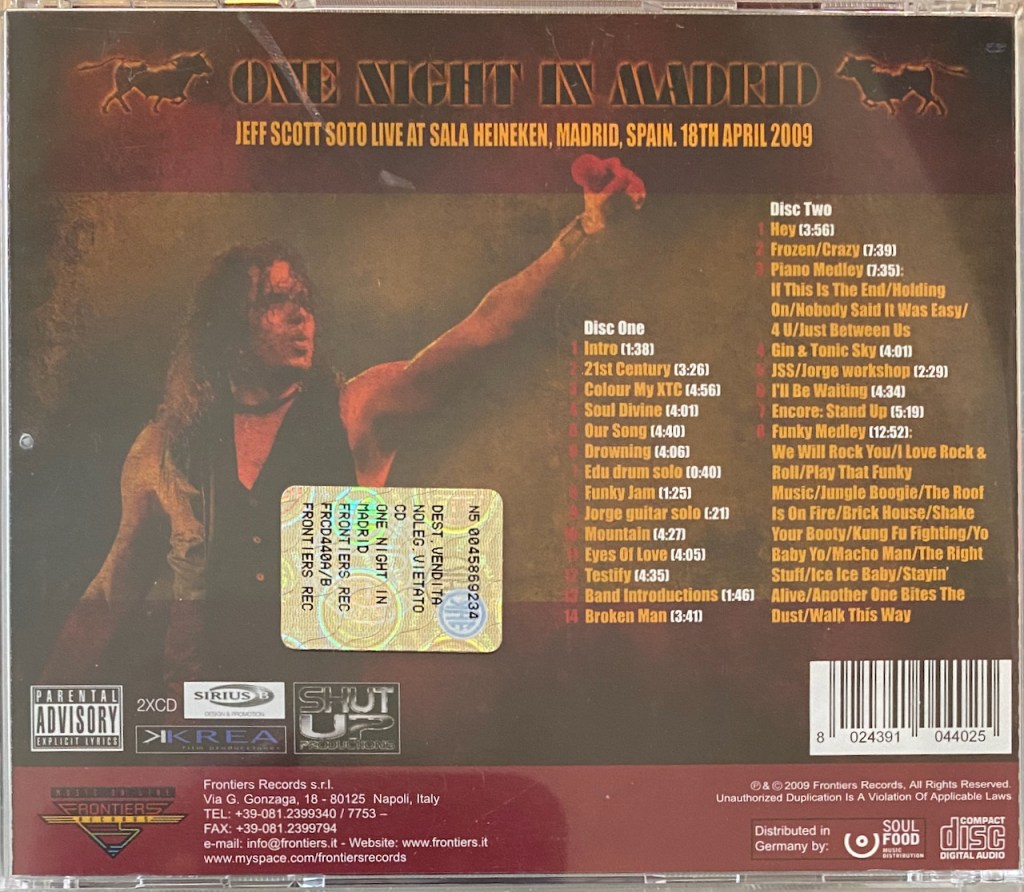 ONE NIGHT IN MADRID
JEFF SCOTT SOTO LIVE AT SALA HEINEKEN, MADRID, SPAIN. 18TH APRIL 2009
Disc One
1 Intro (1:38)
2 21st Century (3:26)
3 Colour My XTC (4:56)
4 Soul Divine (4:01)
5 Our Song (4:40)
6 Drowning (4:06)
7 Edu drum solo (0:40)
8 Funky Jam (1:25)
9 Jorge guitar solo (:21)
10 Mountain (4:27)
11 Eyes Of Love (4:05)
12 Testify (4:35)
13 Band Introductions (1:46)
14 Broken Man (3:41)
Disc Two
1 Hey (3:56)
2 Frozen/Crazy (7:39)
3 Piano Medley (7:35):
If This Is The End/Holding
On/Nobody Said It Was Easy/
4 U/Just Between Us
4 Gin & Tonic Sky (4:01)
5 JSS/Jorge workshop (2:29)
6 I'll Be Waiting (4:34)
7 Encore: Stand Up (5:19)
8 Funky Medley (12:52):
We Will Rock You/I Love Rock &
Roll/Play That Funky
Music/Jungle Boogie/The Roof
Is On Fire/Brick House/Shake
Your Booty/Kung Fu Fighting/Yo
Baby Yo/Macho Man/The Right
Stuff/Ice Ice Baby/Stayin'
Alive/Another One Bites The
Dust/Walk This Way
N5 0045869234
DEST VENDITA
NOLEG.VIETATO
CD
ONE NIGHT IN
MADRID
FRONTIERS REC
FRCD440A/B
FRONTIERS REC
PARENTAL
ADVISORY
EXPLICIT LYRICS
2XCD
SIRIUS B
DESIGN & PROMOTION
KREA
film producciones
SHUT
UP
PRODUCTIONS
8 024391 044025
MUSIC ON LINE
FRONTIERS
RECORDS
Frontiers Records s.r.l.
Via G. Gonzaga, 18 - 80125 Napoli, Italy
TEL: +39-081.2399340 / 7753 –
FAX: +39-081.2399794
e-mail: info@frontiers.it - Website: www.frontiers.it
www.myspace.com/frontiersrecords
℗ & © 2009 Frontiers Records, All Rights Reserved.
Unauthorized Duplication Is A Violation Of Applicable Laws
Distributed in
Germany by:
SOUL
FOOD
MUSIC
DISTRIBUTION
COMPACT
disc
DIGITAL AUDIO